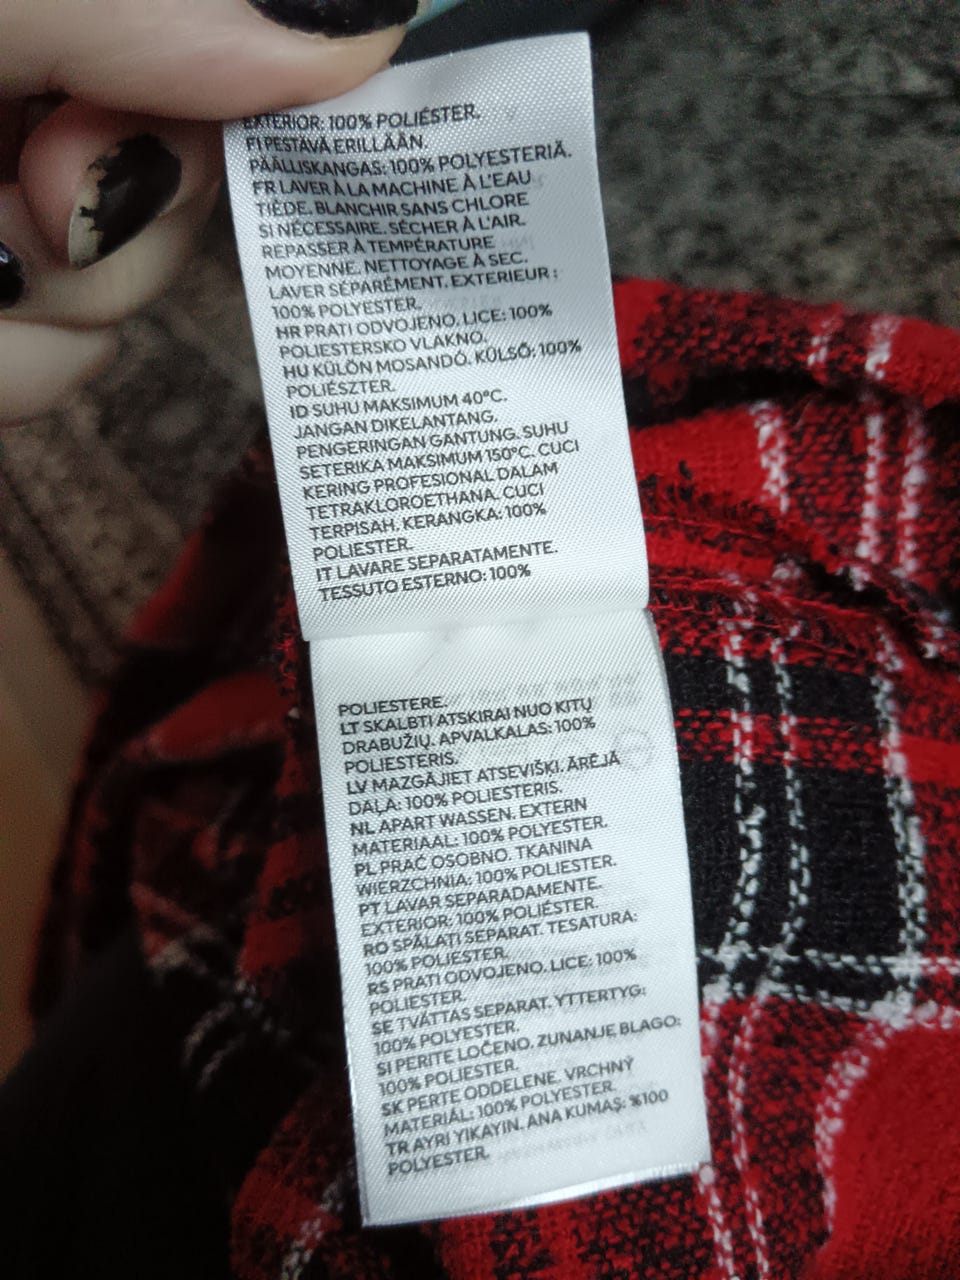 EXTERIOR: 100% POLIÉSTER.
FI PESTÄVÄ ERILLÄÄN.
PÄÄLLISKANGAS: 100% POLYESTERIÄ.
FR LAVER À LA MACHINE À L'EAU
TIÈDE. BLANCHIR SANS CHLORE
SI NÉCESSAIRE. SÉCHER À L'AIR.
REPASSER À TEMPÉRATURE
MOYENNE. NETTOYAGE À SEC.
LAVER SÉPARÉMENT. EXTERIEUR :
100% POLYESTER.
HR PRATI ODVOJENO. LICE: 100%
POLIESTERSKO VLAKNO.
HU KÜLÖN MOSANDÓ. KÜLSŐ: 100%
POLIÉSZTER.
ID SUHU MAKSIMUM 40°C.
JANGAN DIKELANTANG.
PENGERINGAN GANTUNG. SUHU
SETERIKA MAKSIMUM 150°C. CUCI
KERING PROFESIONAL DALAM
TETRAKLOROETHANA. CUCI
TERPISAH. KERANGKA: 100%
POLIESTER.
IT LAVARE SEPARATAMENTE.
TESSUTO ESTERNO: 100%
POLIESTERE.
LT SKALBTI ATSKIRAI NUO KITŲ
DRABUŽIŲ. APVALKALAS: 100%
POLIESTERIS.
LV MAZGĀJIET ATSEVIŠĶI. ĀRĒJĀ
DAĻA: 100% POLIESTERIS.
NL APART WASSEN. EXTERN
MATERIAAL: 100% POLYESTER.
PL PRAĆ OSOBNO. TKANINA
WIERZCHNIA: 100% POLIESTER.
PT LAVAR SEPARADAMENTE.
EXTERIOR: 100% POLIÉSTER.
RO SPĂLAȚI SEPARAT. TESATURĂ:
100% POLIESTER.
RS PRATI ODVOJENO. LICE: 100%
POLIESTER.
SE TVÄTTAS SEPARAT. YTTERTYG:
100% POLYESTER.
SI PERITE LOČENO. ZUNANJE BLAGO:
100% POLIESTER.
SK PERTE ODDELENE. VRCHNÝ
MATERIÁL: 100% POLYESTER.
TR AYRI YIKAYIN. ANA KUMAŞ: %100
POLYESTER.